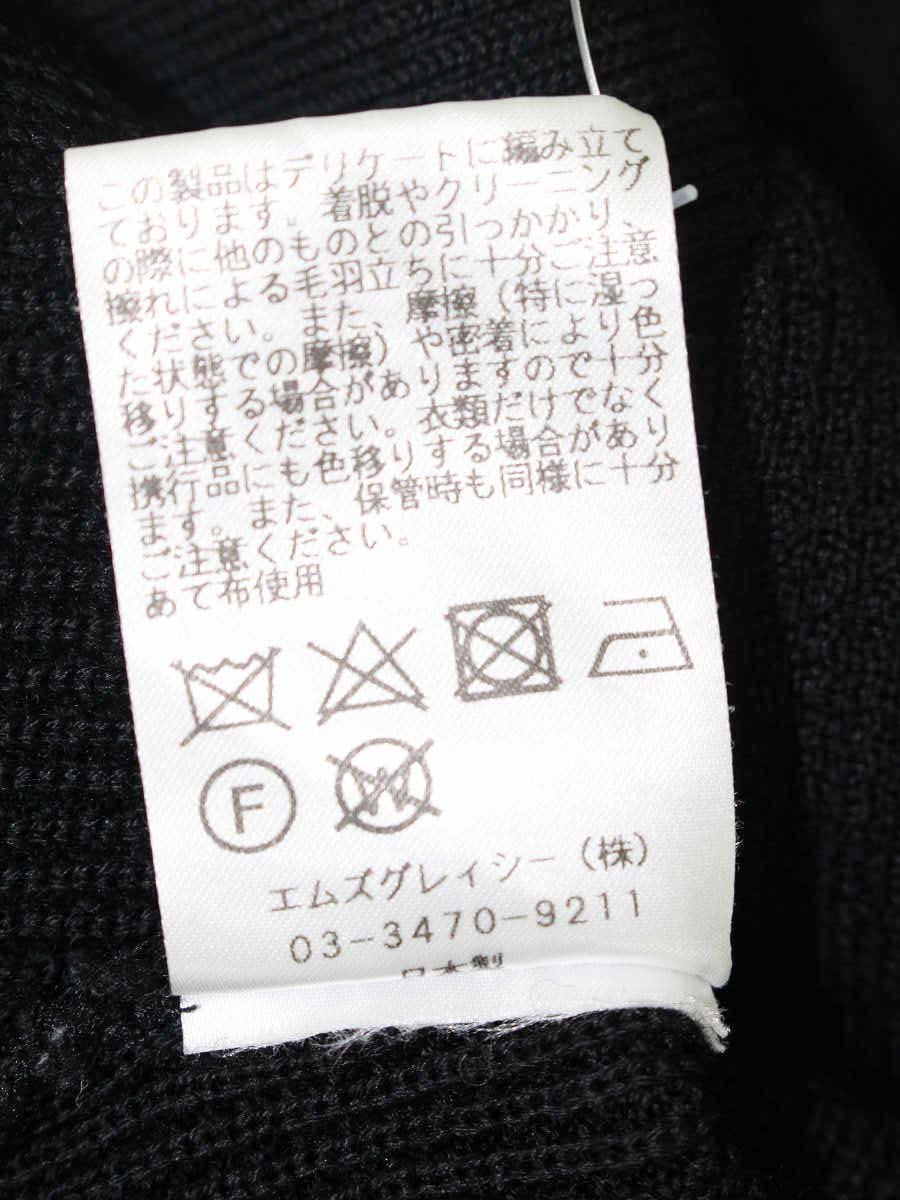 この製品はデリケートに編み立て
ております。着脱やクリーニング
の際に他のものとの引っかかり、
擦れによる毛羽立ちに十分ご注意
ください。また、摩擦(特に湿っ
た状態での摩擦)や密着により色
移りする場合がありますので十分
ご注意ください。衣類だけでなく
携行品にも色移りする場合があり
ます。また、保管時も同様に十分
ご注意ください。
あて布使用
F W
エムズグレイシー(株)
03-3470-9211
日本製